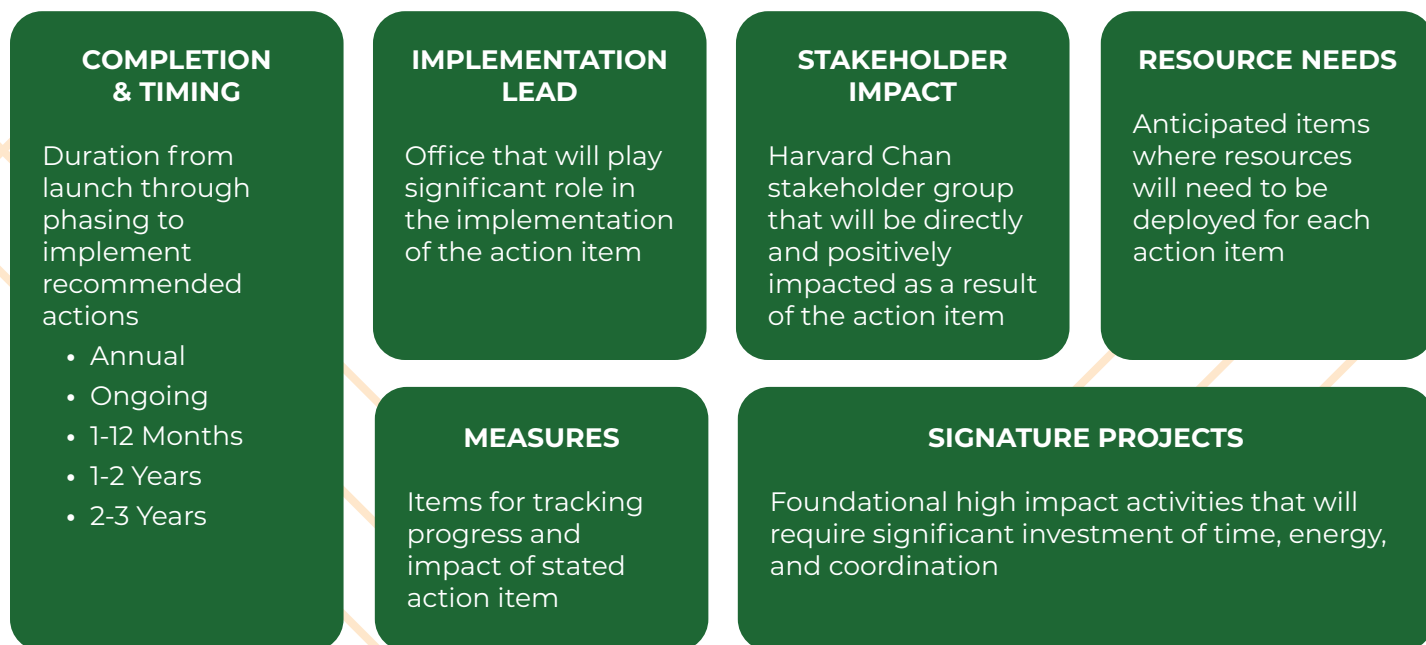 COMPLETION
& TIMING
Duration from
launch through
phasing to
implement
recommended
actions
• Annual
• Ongoing
• 1-12 Months
• 1-2 Years
• 2-3 Years
IMPLEMENTATION
LEAD
Office that will play
significant role in
the implementation
of the action item
STAKEHOLDER
IMPACT
Harvard Chan
stakeholder group
that will be directly
and positively
impacted as a result
of the action item
RESOURCE NEEDS
Anticipated items
where resources
will need to be
deployed for each
action item
MEASURES
Items for tracking
progress and
impact of stated
action item
SIGNATURE PROJECTS
Foundational high impact activities that will
require significant investment of time, energy,
and coordination